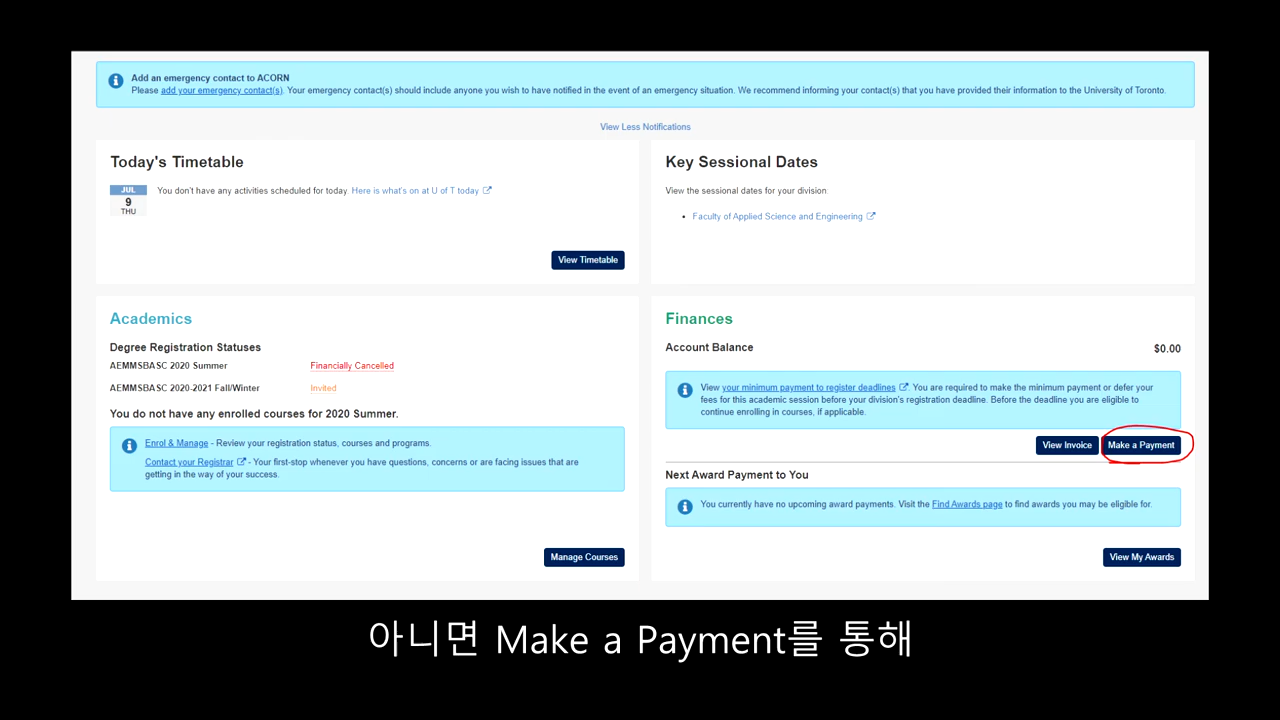 Add an emergency contact to ACORN
Please add your emergency contact(s). Your emergency contact(s) should include anyone you wish to have notified in the event of an emergency situation. We recommend informing your contact(s) that you have provided their information to the University of Toronto.
View Less Notifications
Today's Timetable
JUL
9
THU
You don't have any activities scheduled for today. Here is what's on at U of T today
View Timetable
Key Sessional Dates
View the sessional dates for your division:
• Faculty of Applied Science and Engineering
Academics
Degree Registration Statuses
AEMMSBASC 2020 Summer Financially Cancelled
AEMMSBASC 2020-2021 Fall/Winter Invited
You do not have any enrolled courses for 2020 Summer.
Enrol & Manage - Review your registration status, courses and programs.
Contact your Registrar - Your first-stop whenever you have questions, concerns or are facing issues that are
getting in the way of your success.
Manage Courses
Finances
Account Balance $0.00
View your minimum payment to register deadlines. You are required to make the minimum payment or defer your
fees for this academic session before your division's registration deadline. Before the deadline you are eligible to
continue enrolling in courses, if applicable.
View Invoice Make a Payment
Next Award Payment to You
You currently have no upcoming award payments. Visit the Find Awards page to find awards you may be eligible for.
View My Awards
아니면 Make a Payment를 통해